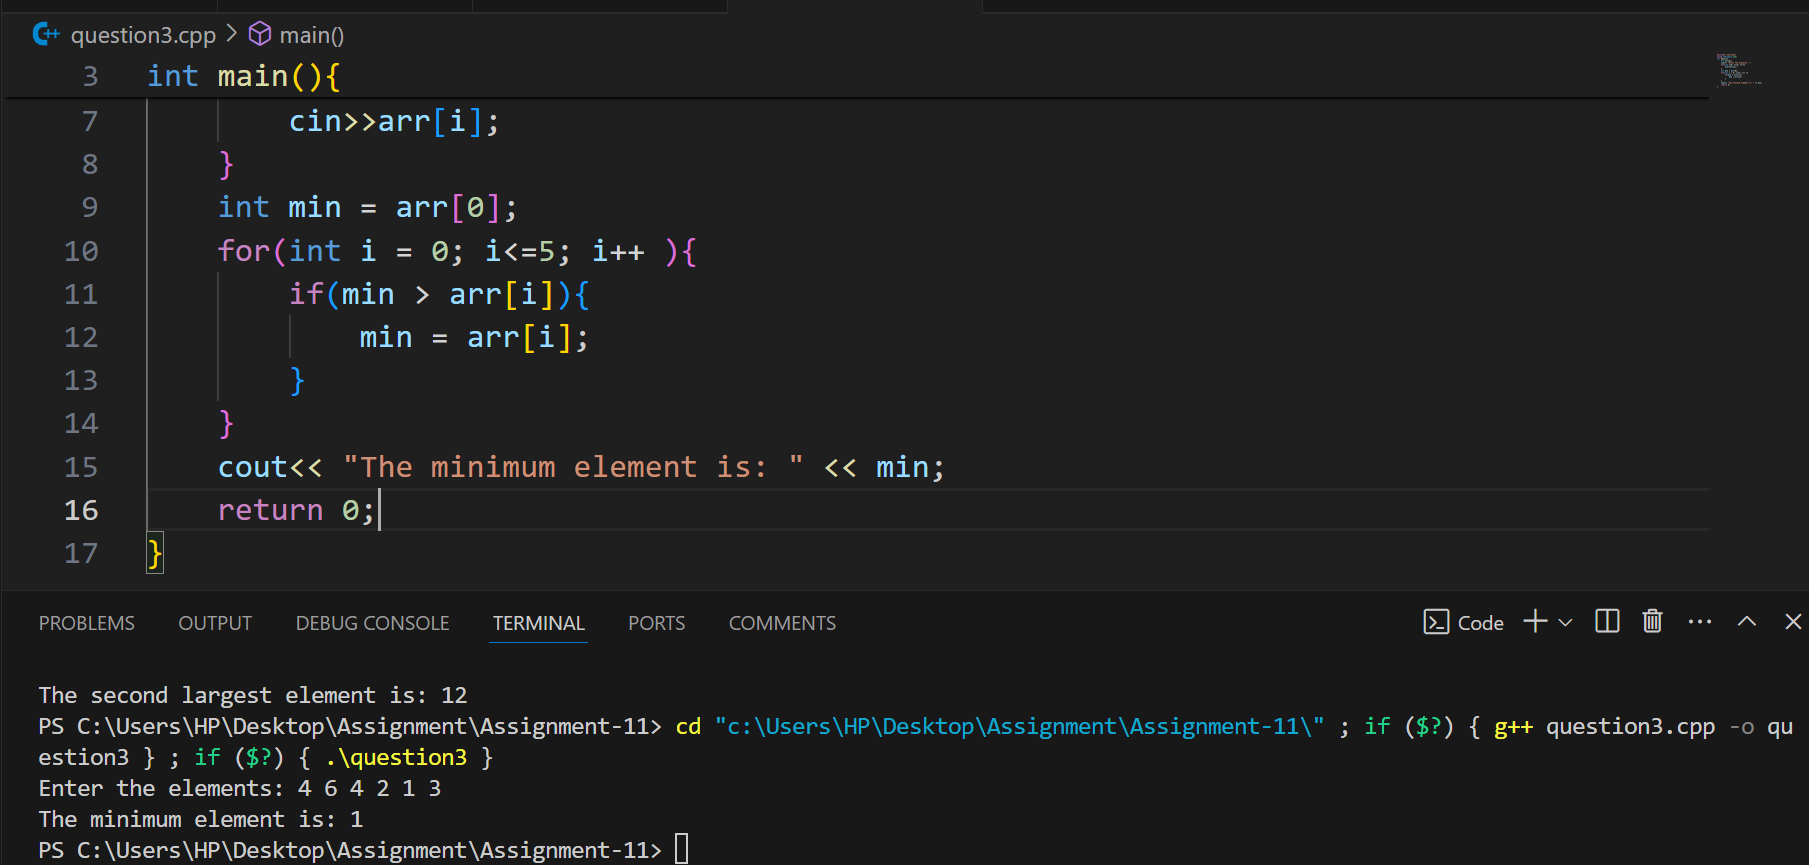 question3.cpp > main()
3 int main(){
7 cin>>arr[i];
8 }
9 int min = arr[0];
10 for(int i = 0; i<=5; i++ ){
11 if(min > arr[i]){
12 min = arr[i];
13 }
14 }
15 cout<< "The minimum element is: " << min;
16 return 0;
17 }
PROBLEMS OUTPUT DEBUG CONSOLE TERMINAL PORTS COMMENTS Code
The second largest element is: 12
PS C:\Users\HP\Desktop\Assignment\Assignment-11> cd "c:\Users\HP\Desktop\Assignment\Assignment-11\" ; if ($?) { g++ question3.cpp -o qu
estion3 } ; if ($?) { .\question3 }
Enter the elements: 4 6 4 2 1 3
The minimum element is: 1
PS C:\Users\HP\Desktop\Assignment\Assignment-11>